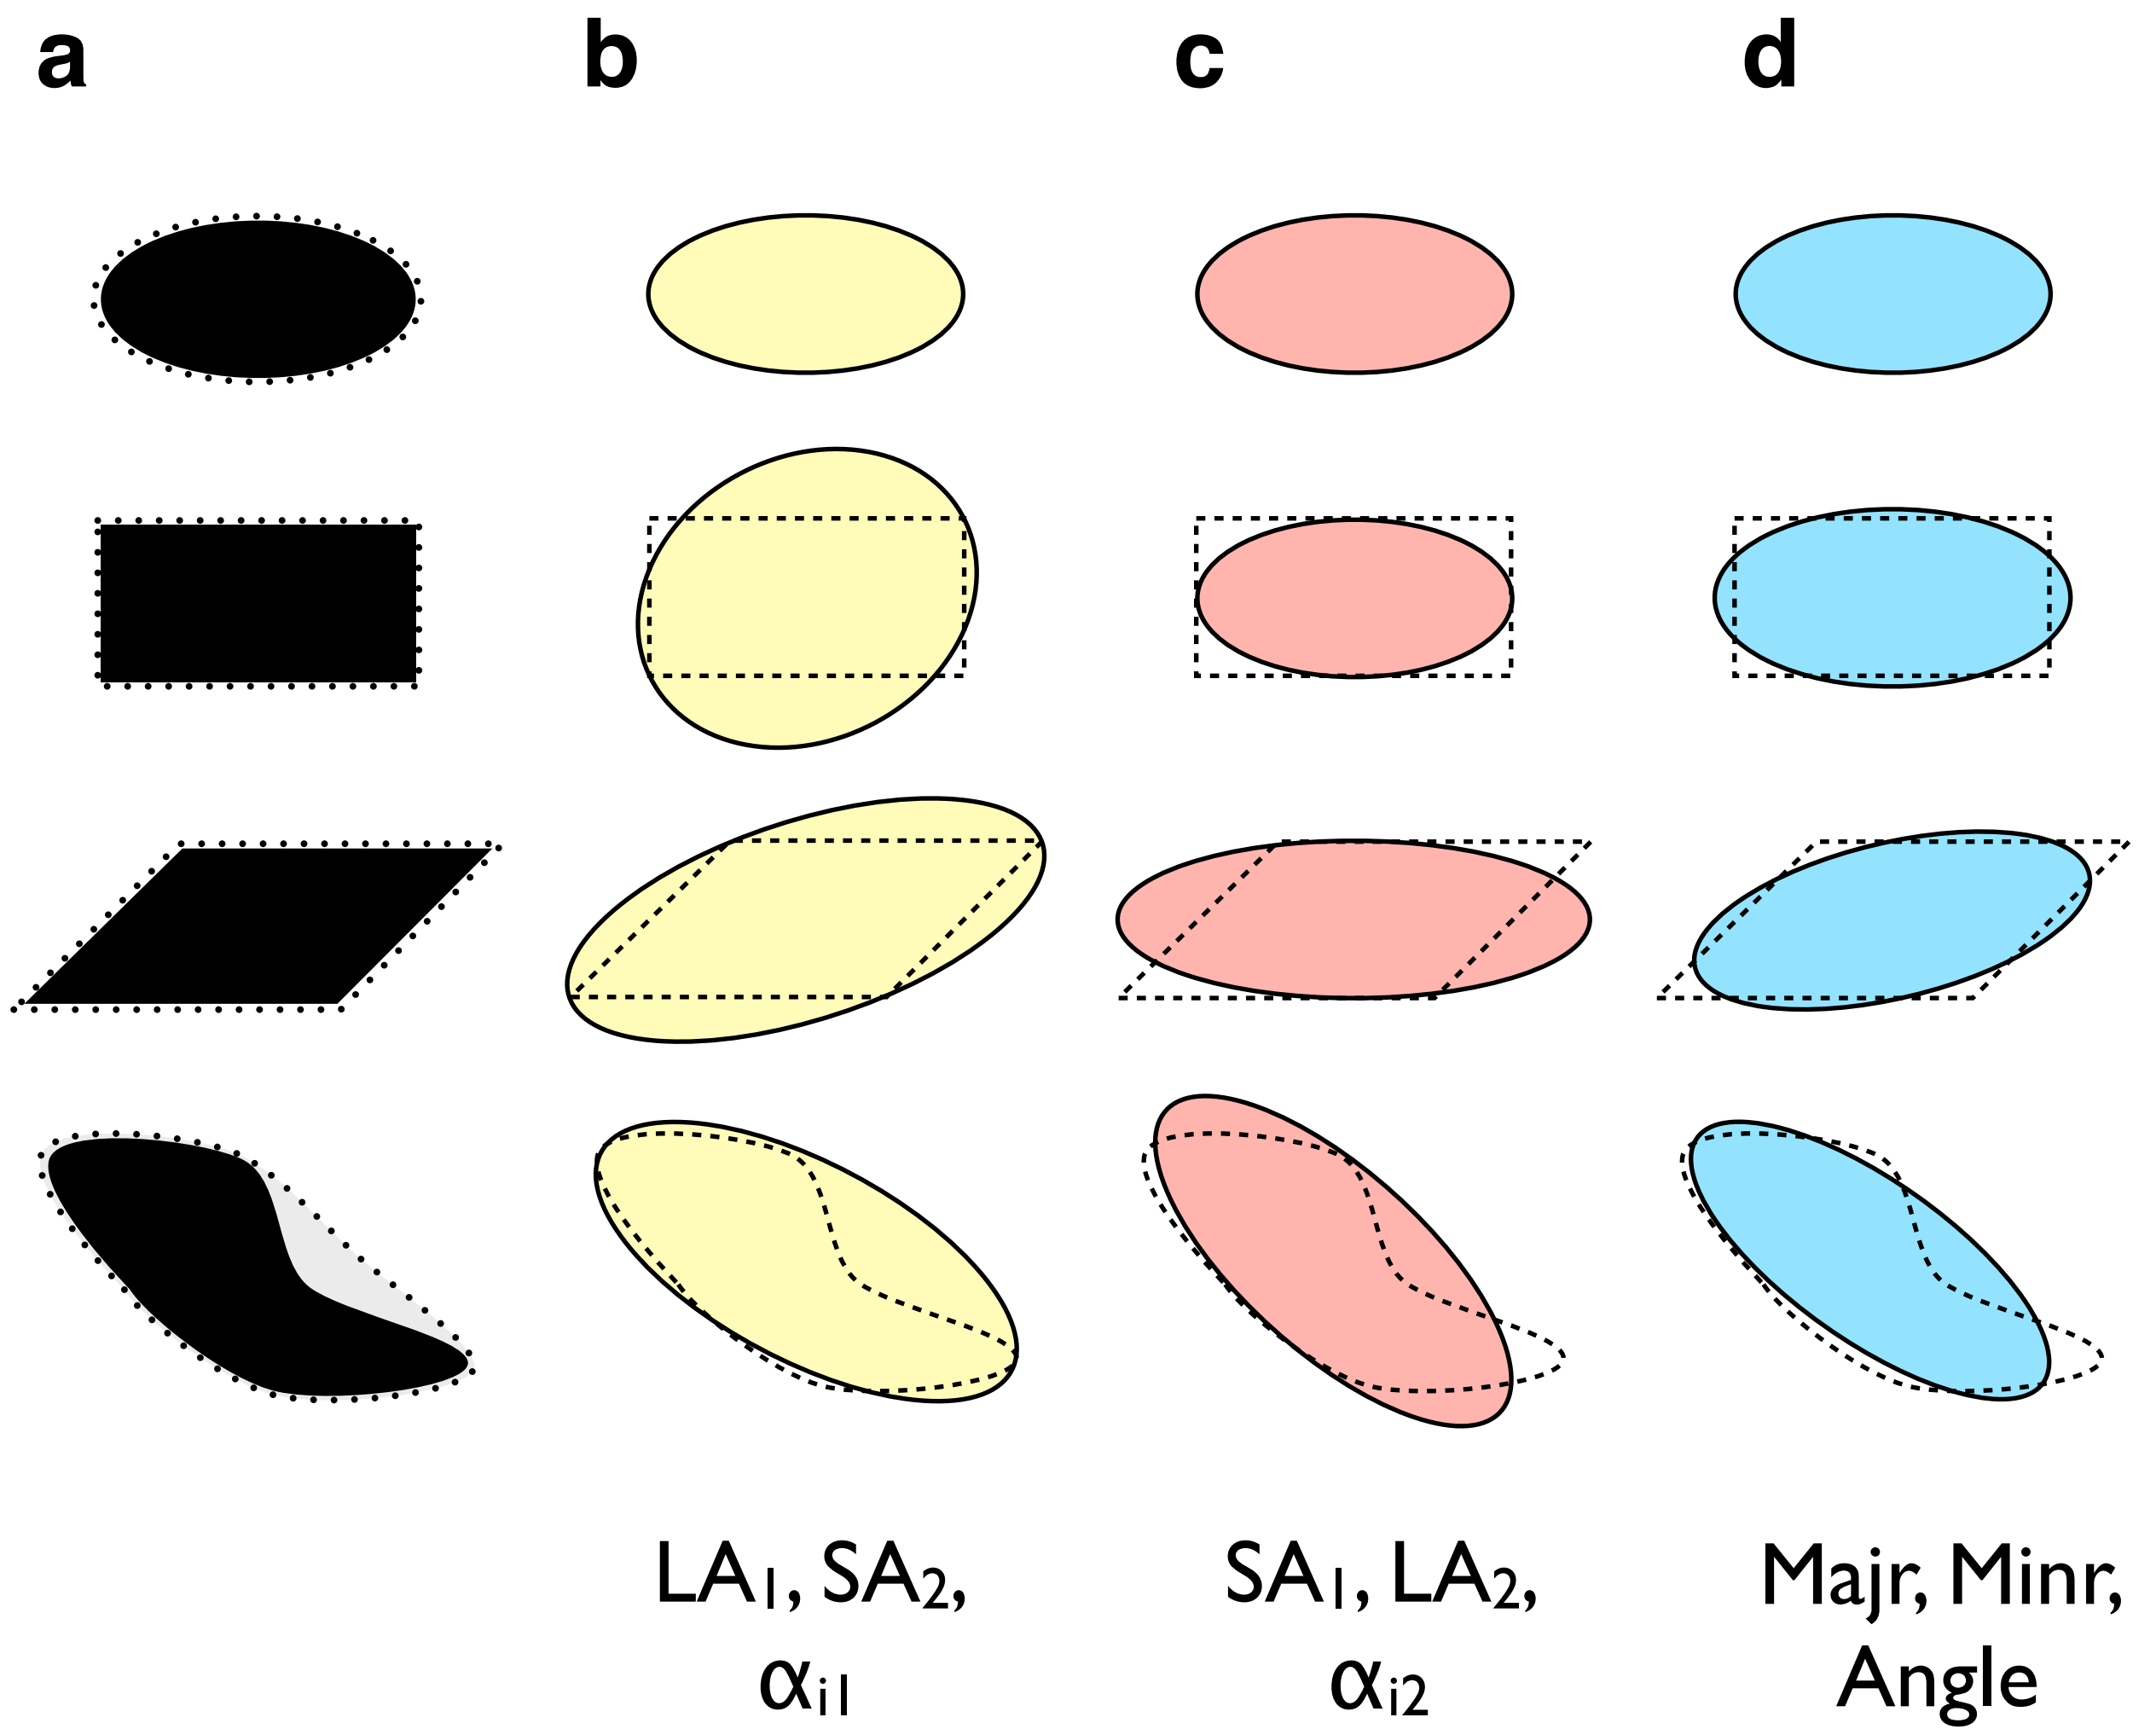 a b c d
LA1, SA2, SA1, LA2, Majr, Minr,
αi1 αi2 Angle